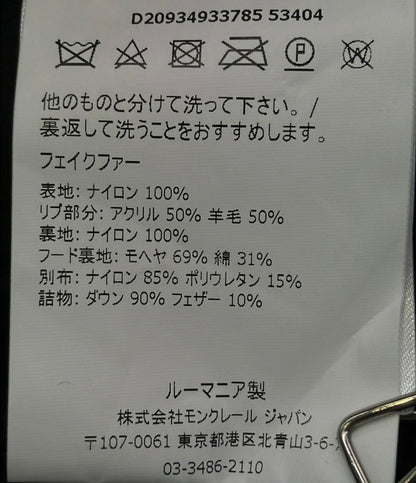 D20934933785 53404
P
W
他のものと分けて洗って下さい。/
裏返して洗うことをおすすめします。
フェイクファー
表地: ナイロン 100%
リブ部分: アクリル 50% 羊毛 50%
裏地: ナイロン 100%
フード裏地: モヘヤ 69% 綿 31%
別布: ナイロン 85% ポリウレタン 15%
詰物: ダウン 90% フェザー 10%
ルーマニア製
株式会社モンクレール ジャパン
〒107-0061 東京都港区北青山3-6-
03-3486-2110